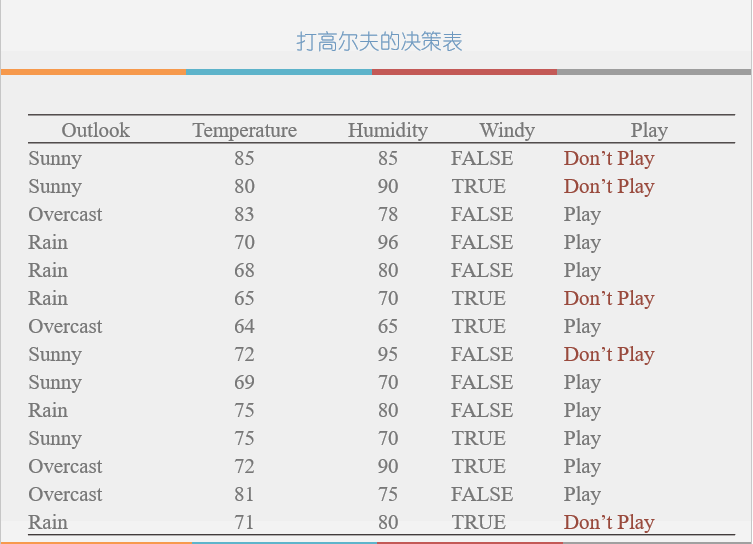 打高尔夫的决策表
Outlook Temperature Humidity Windy Play
Sunny 85 85 FALSE Don’t Play
Sunny 80 90 TRUE Don’t Play
Overcast 83 78 FALSE Play
Rain 70 96 FALSE Play
Rain 68 80 FALSE Play
Rain 65 70 TRUE Don’t Play
Overcast 64 65 TRUE Play
Sunny 72 95 FALSE Don’t Play
Sunny 69 70 FALSE Play
Rain 75 80 FALSE Play
Sunny 75 70 TRUE Play
Overcast 72 90 TRUE Play
Overcast 81 75 FALSE Play
Rain 71 80 TRUE Don’t Play